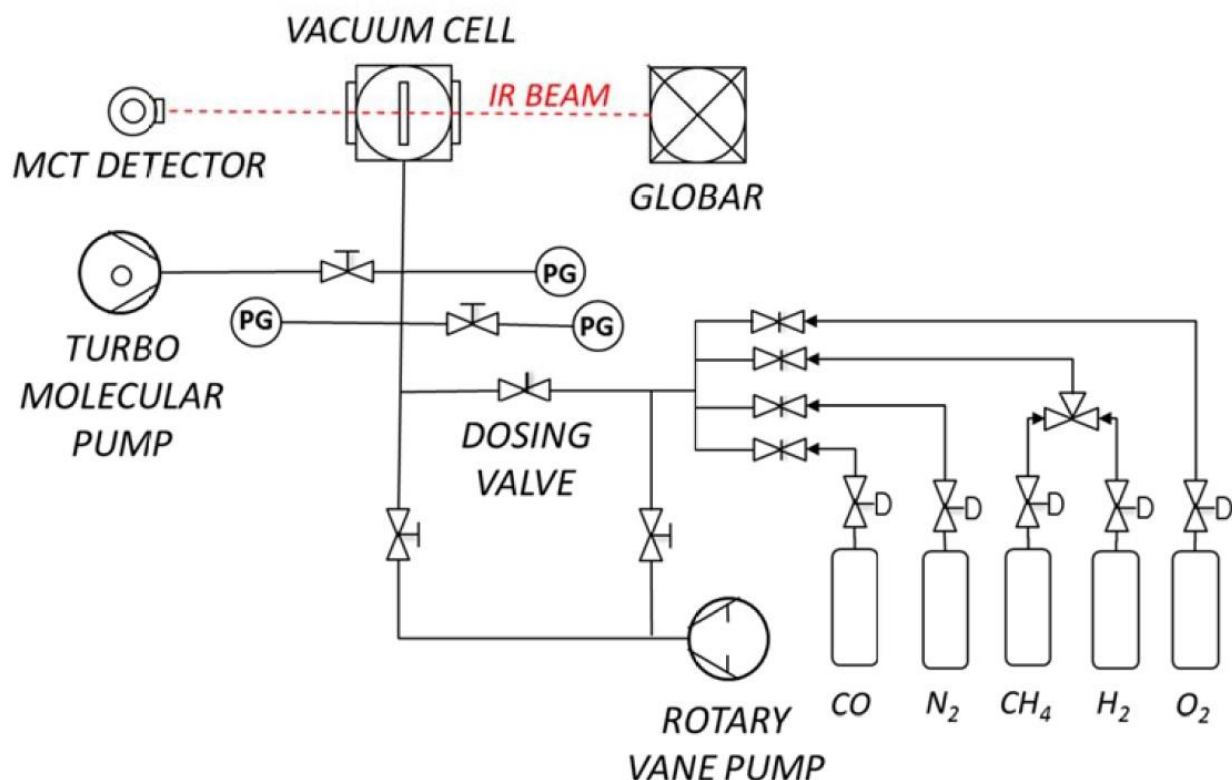 VACUUM CELL
IR BEAM
MCT DETECTOR
GLOBAR
PG
PG
PG
TURBO
MOLECULAR
PUMP
DOSING
VALVE
D
D
D
D
D
CO
N2
CH4
H2
O2
ROTARY
VANE PUMP